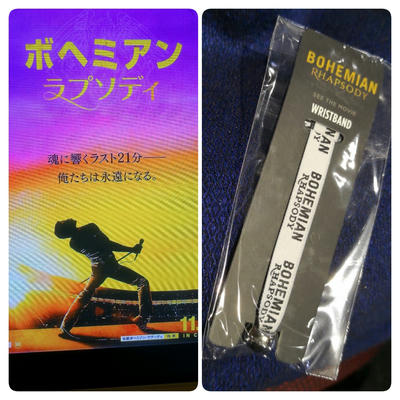 ボヘミアン
ラプソディ
魂に響くラスト21分――
俺たちは永遠になる。
11.
BOHEMIAN
RHAPSODY
SEE THE MOVIE
WRISTBAND
NAN
BOHEMIAN
RHAPSODY
BOHEMIAN
RHAPSODY